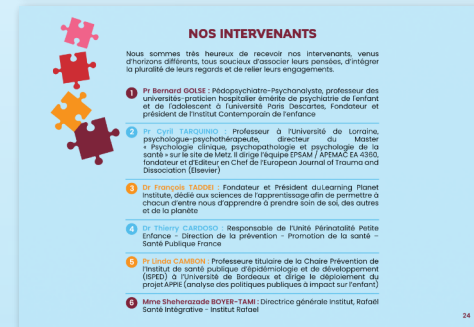 NOS INTERVENANTS
Nous sommes très heureux de recevoir nos intervenants, venus
d'horizons différents, tous soucieux d'associer leurs pensées, d'intégrer
la pluralité de leurs regards et de relier leurs engagements.
1 Pr Bernard GOLSE : Pédopsychiatre-Psychanalyste, professeur des
universités-praticien hospitalier émérite de psychiatrie de l'enfant
et de l'adolescent à l'université Paris Descartes, Fondateur et
président de l'Institut Contemporain de l'enfance
2 Pr Cyril TARQUINIO : Professeur à l'Université de Lorraine,
psychologue-psychothérapeute, directeur du Master
« Psychologie clinique, psychopathologie et psychologie de la
santé » sur le site de Metz. Il dirige l'équipe EPSAM / APEMAC EA 4360,
fondateur et d'Editeur en Chef de l'European Journal of Trauma and
Dissociation (Elsevier)
3 Dr François TADDEI : Fondateur et Président duLearning Planet
Institute, dédié aux sciences de l'apprentissageafin de permettre à
chacun d'entre nous d'apprendre à prendre soin de soi, des autres
et de la planète
4 Dr Thierry CARDOSO : Responsable de l'Unité Périnatalité Petite
Enfance - Direction de la prévention - Promotion de la santé -
Santé Publique France
5 Pr Linda CAMBON : Professeure titulaire de la Chaire Prévention de
l'Institut de santé publique d'épidémiologie et de développement
(ISPED) à l'Université de Bordeaux et dirige le déploiement du
projet APPIE (analyse des politiques publiques à impact sur l'enfant)
6 Mme Sheherazade BOYER-TAMI : Directrice générale Institut, Rafaël
Santé Intégrative - Institut Rafael
24